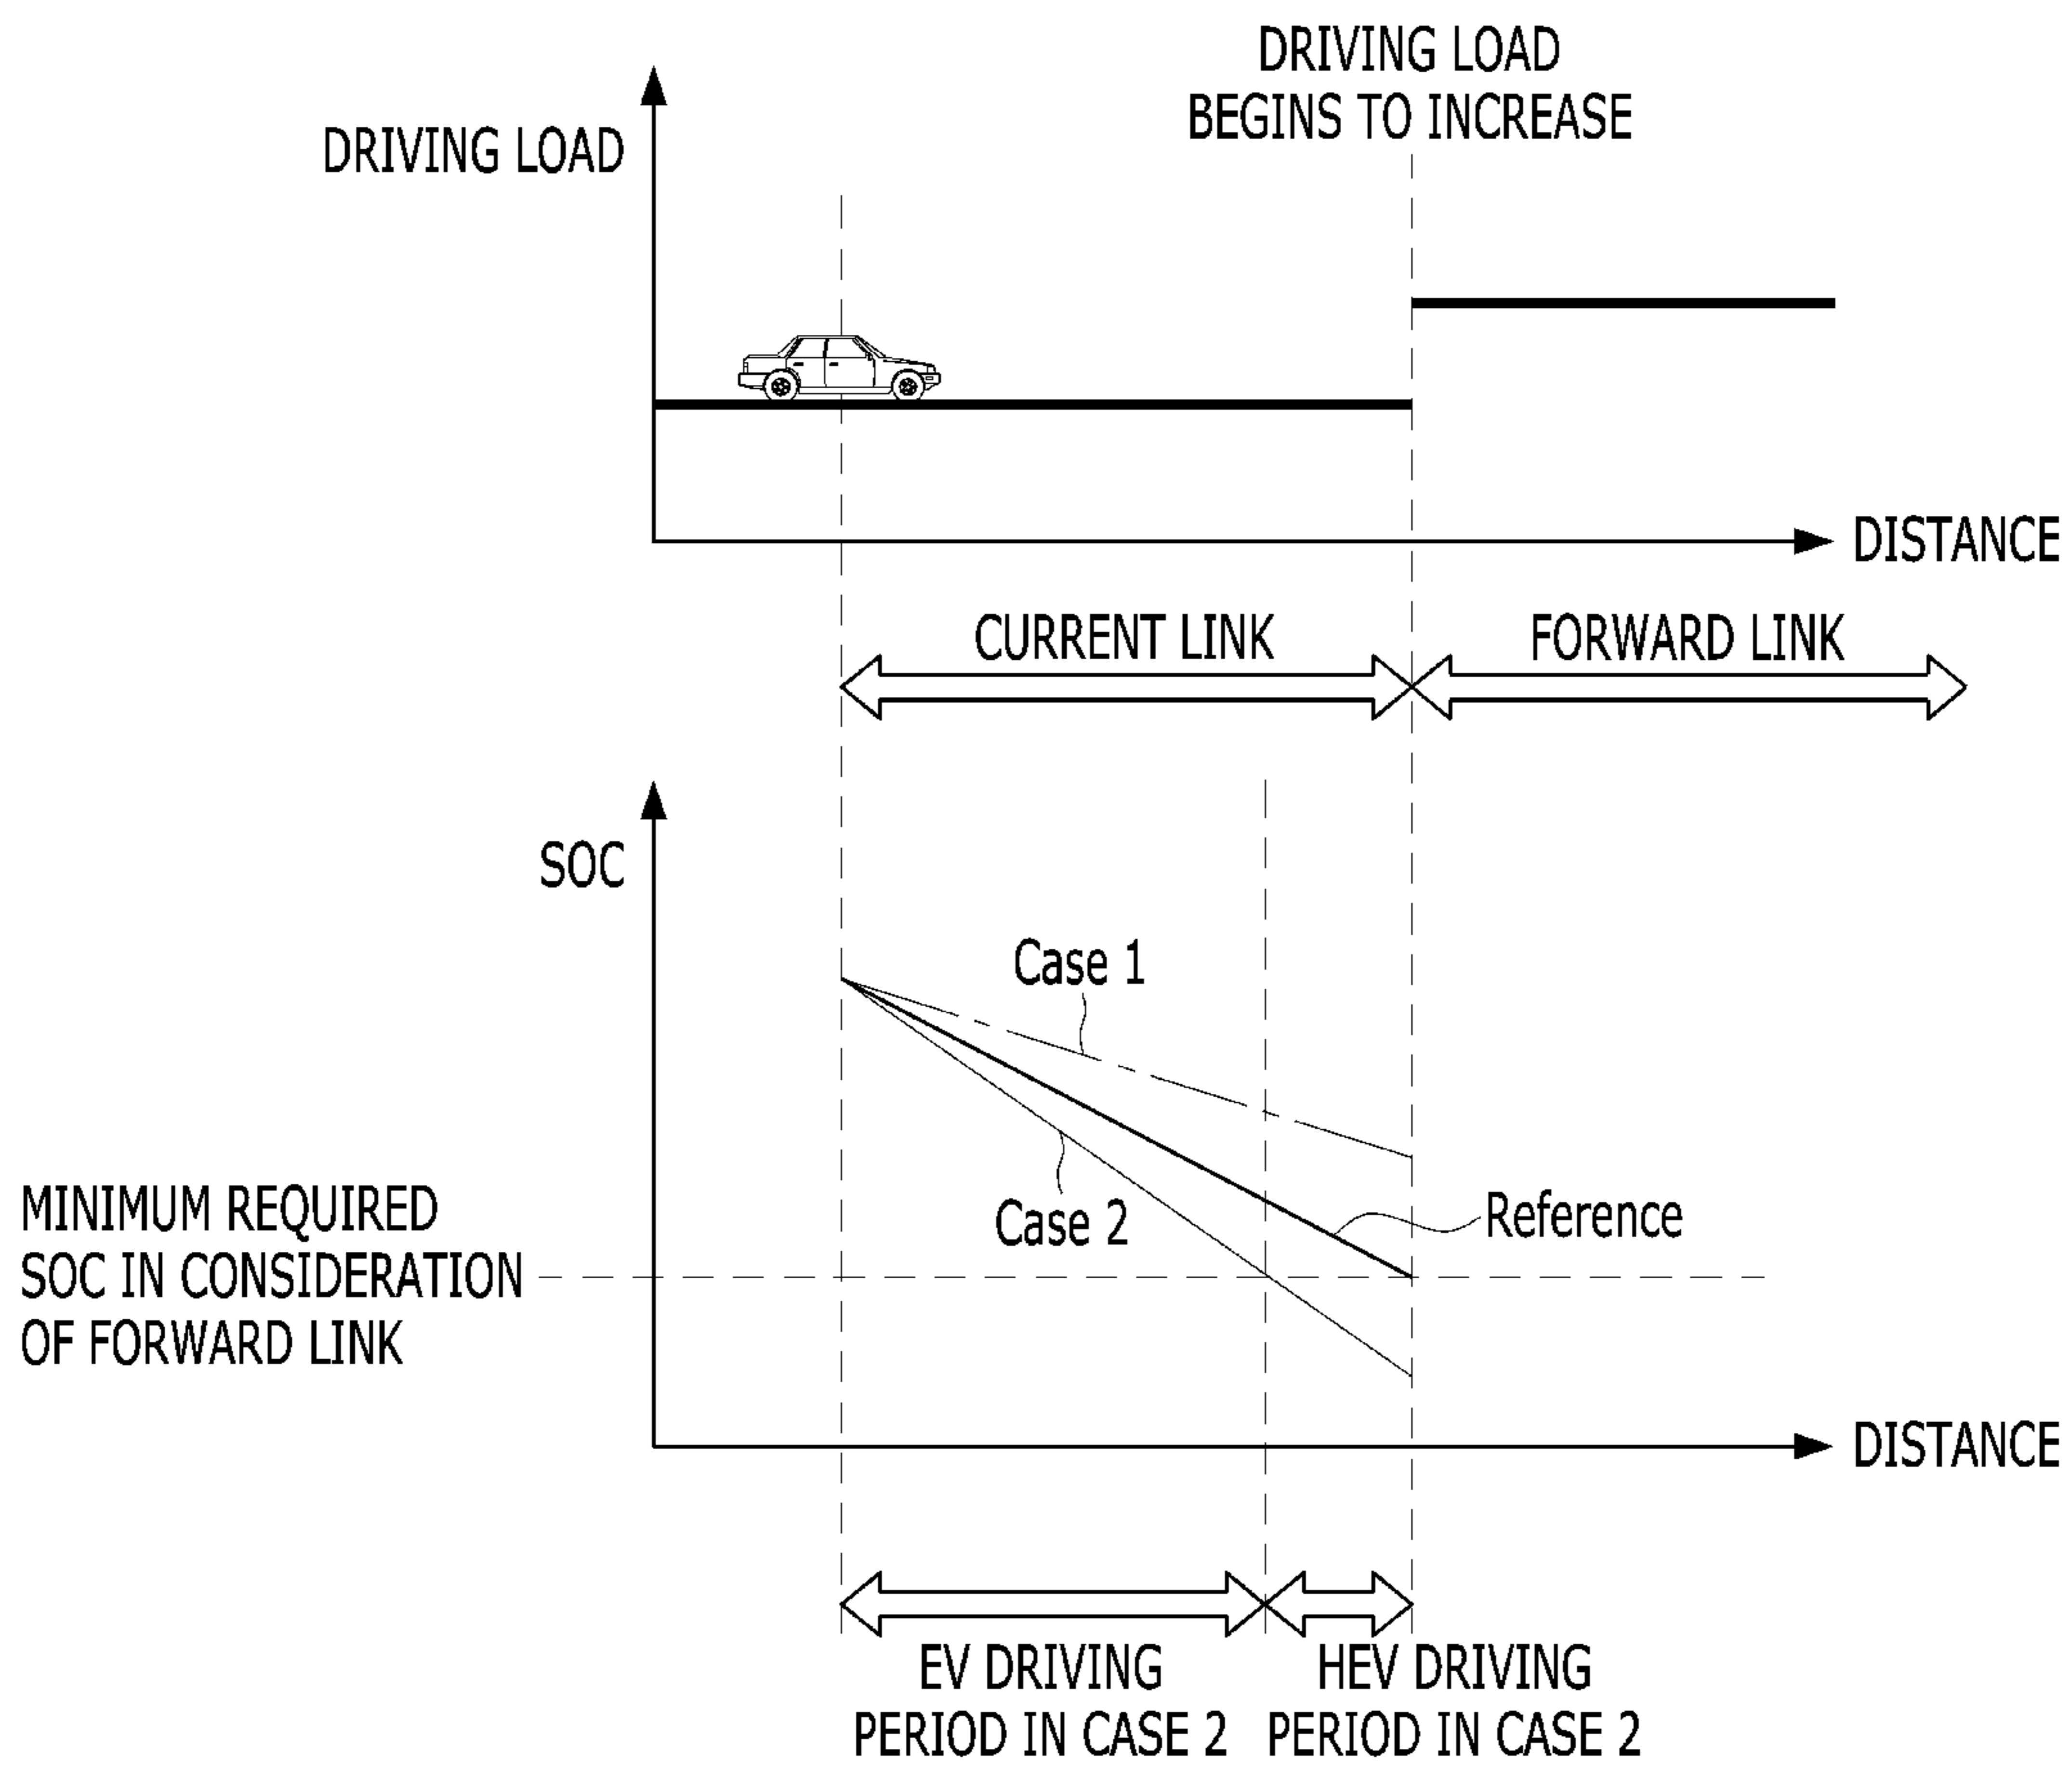 DRIVING LOAD
BEGINS TO INCREASE
DRIVING LOAD
DISTANCE
CURRENT LINK
FORWARD LINK
SOC
Case 1
Case 2
Reference
MINIMUM REQUIRED
SOC IN CONSIDERATION
OF FORWARD LINK
DISTANCE
EV DRIVING
PERIOD IN CASE 2
HEV DRIVING
PERIOD IN CASE 2